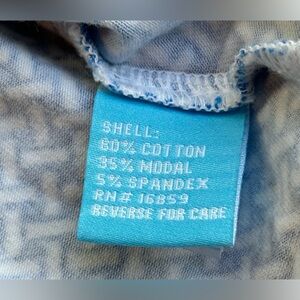 SHELL:
60% COTTON
35% MODAL
5% SPANDEX
RN# 16859
REVERSE FOR CARE